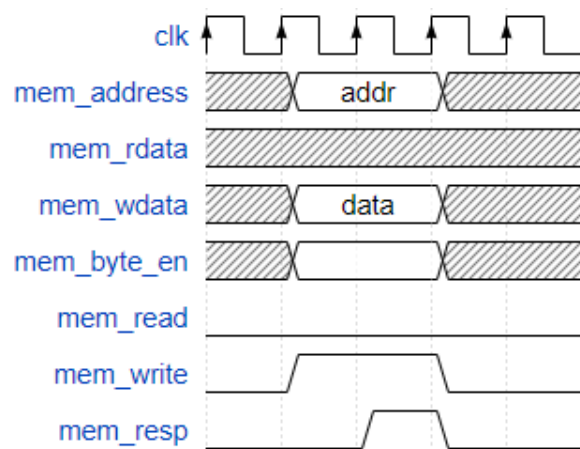 clk
mem_address addr
mem_rdata
mem_wdata data
mem_byte_en
mem_read
mem_write
mem_resp